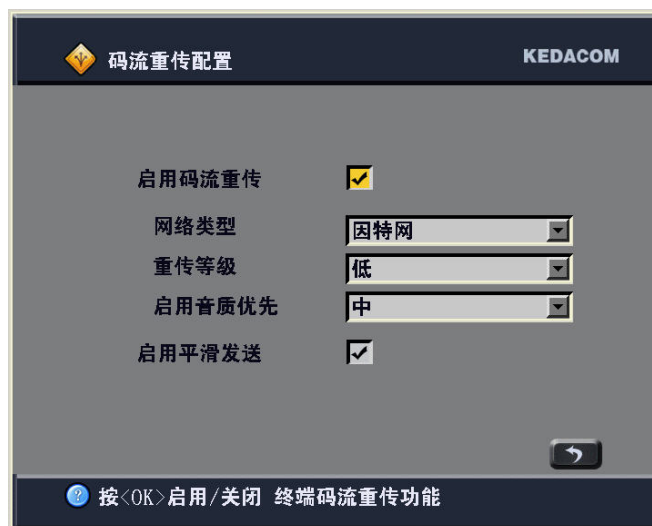 码流重传配置 KEDACOM
启用码流重传
网络类型 因特网
重传等级 低
启用音质优先 中
启用平滑发送
按<OK>启用/关闭 终端码流重传功能